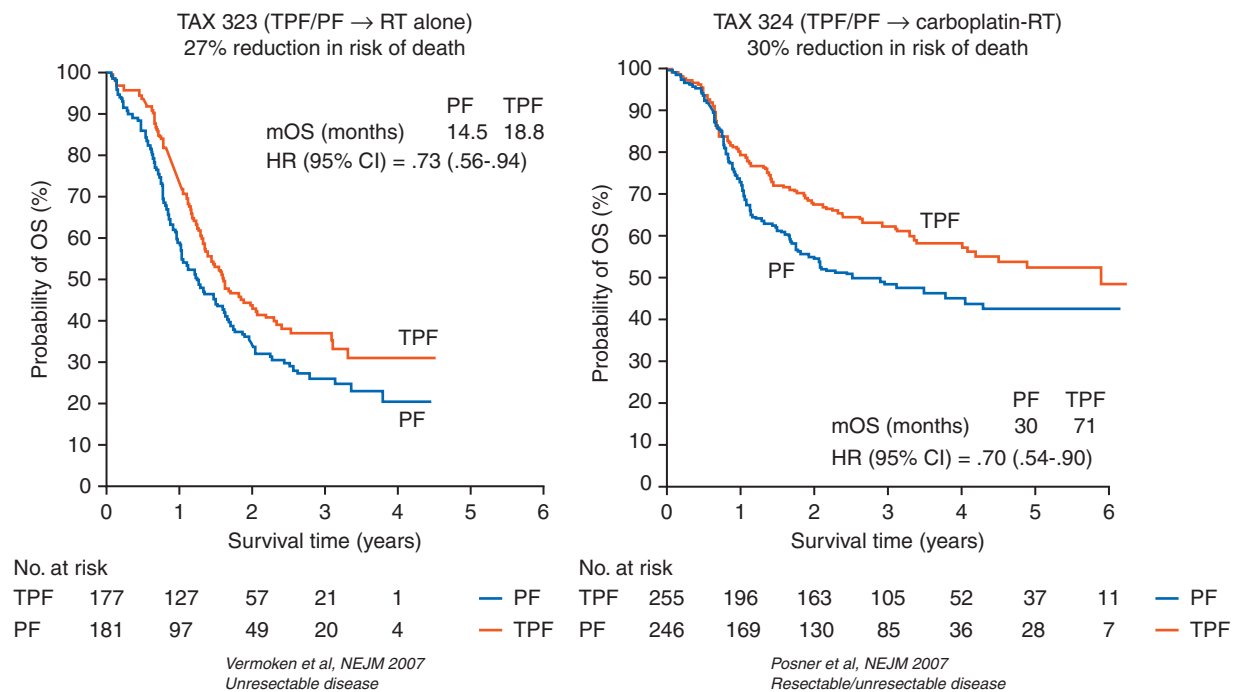 TAX 323 (TPF/PF → RT alone)
27% reduction in risk of death
100
90
80
70
60
50
40
30
20
10
0
Probability of OS (%)
PF TPF
mOS (months) 14.5 18.8
HR (95% CI) = .73 (.56-.94)
TPF
PF
0 1 2 3 4 5 6
Survival time (years)
No. at risk
TPF 177 127 57 21 1
PF 181 97 49 20 4
PF
TPF
Vermoken et al, NEJM 2007
Unresectable disease
TAX 324 (TPF/PF → carboplatin-RT)
30% reduction in risk of death
100
90
80
70
60
50
40
30
20
10
0
Probability of OS (%)
TPF
PF
PF TPF
mOS (months) 30 71
HR (95% CI) = .70 (.54-.90)
0 1 2 3 4 5 6
Survival time (years)
No. at risk
TPF 255 196 163 105 52 37 11
PF 246 169 130 85 36 28 7
PF
TPF
Posner et al, NEJM 2007
Resectable/unresectable disease